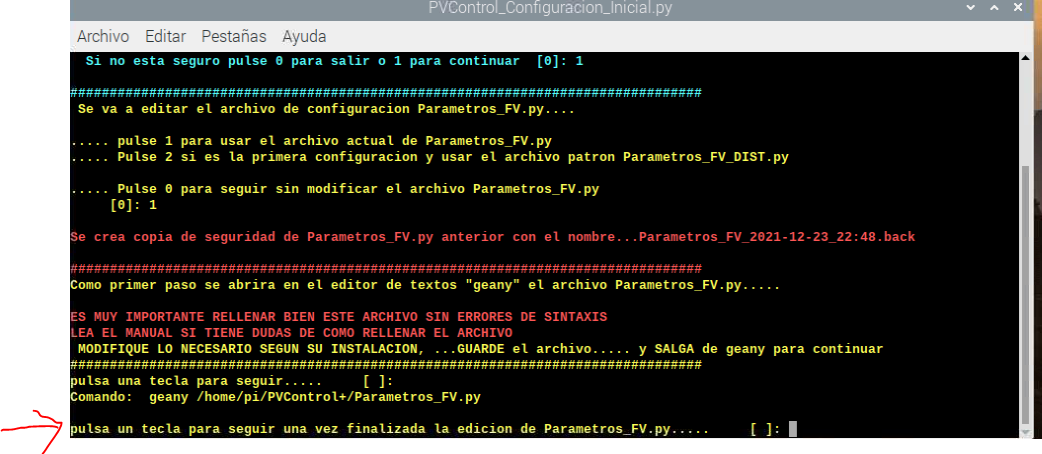 PVControl_Configuracion_Inicial.py
Archivo Editar Pestañas Ayuda
Si no esta seguro pulse 0 para salir o 1 para continuar [0]: 1
################################################################################
Se va a editar el archivo de configuracion Parametros_FV.py....
..... pulse 1 para usar el archivo actual de Parametros_FV.py
..... Pulse 2 si es la primera configuracion y usar el archivo patron Parametros_FV_DIST.py
..... Pulse 0 para seguir sin modificar el archivo Parametros_FV.py
[0]: 1
Se crea copia de seguridad de Parametros_FV.py anterior con el nombre...Parametros_FV_2021-12-23_22:48.back
################################################################################
Como primer paso se abrira en el editor de textos "geany" el archivo Parametros_FV.py.....
ES MUY IMPORTANTE RELLENAR BIEN ESTE ARCHIVO SIN ERRORES DE SINTAXIS
LEA EL MANUAL SI TIENE DUDAS DE COMO RELLENAR EL ARCHIVO
MODIFIQUE LO NECESARIO SEGUN SU INSTALACION, ...GUARDE el archivo..... y SALGA de geany para continuar
################################################################################
pulsa una tecla para seguir..... [ ]:
Comando: geany /home/pi/PVControl+/Parametros_FV.py
pulsa un tecla para seguir una vez finalizada la edicion de Parametros_FV.py..... [ ]: